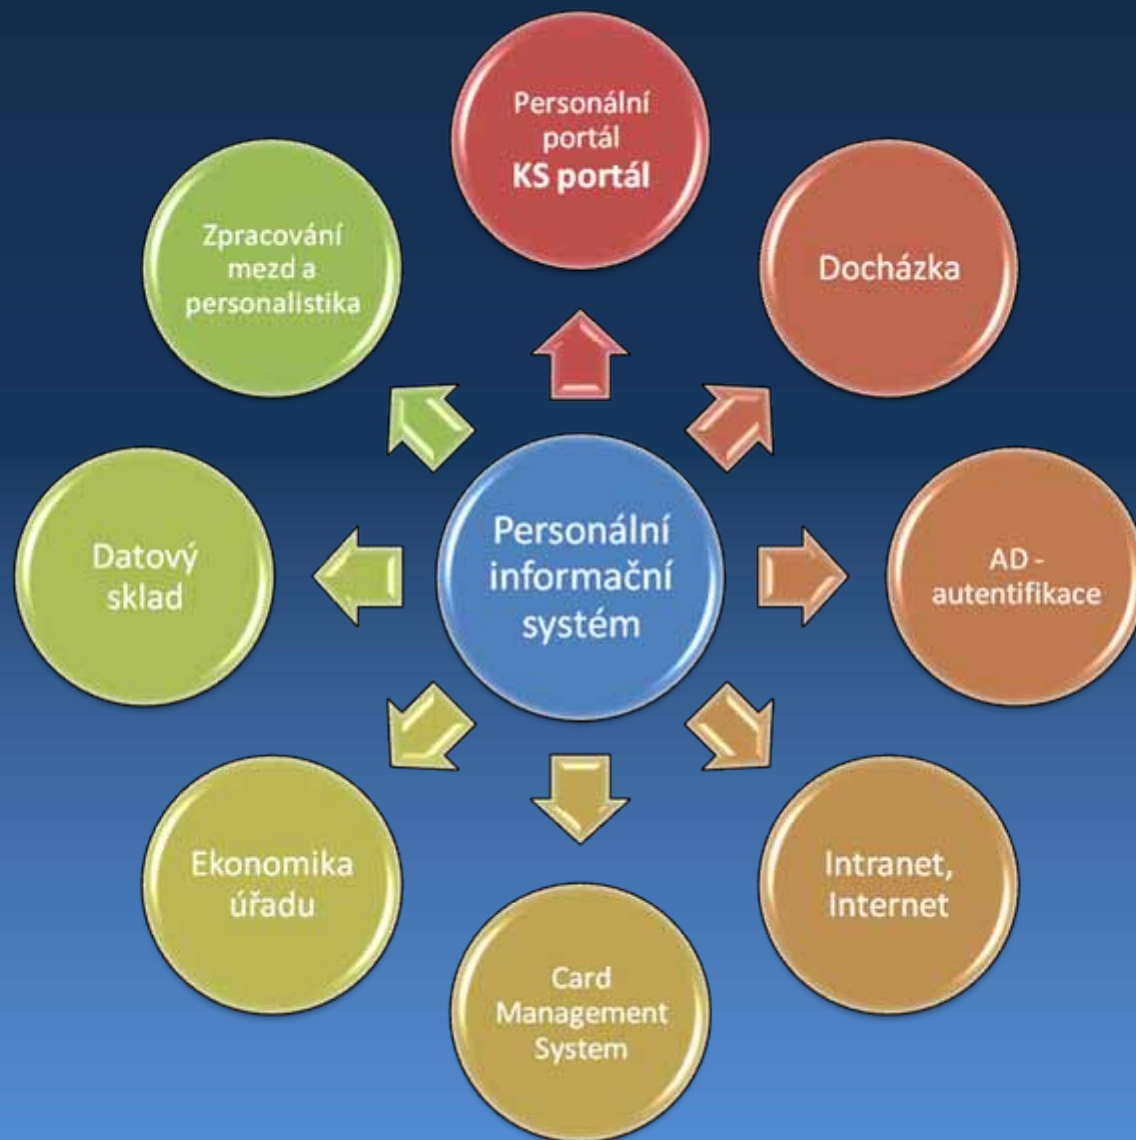 Personální
portál
KS portál
Docházka
AD -
autentifikace
Intranet,
Internet
Card
Management
System
Ekonomika
úřadu
Datový
sklad
Zpracování
mezd a
personalistika
Personální
informační
systém